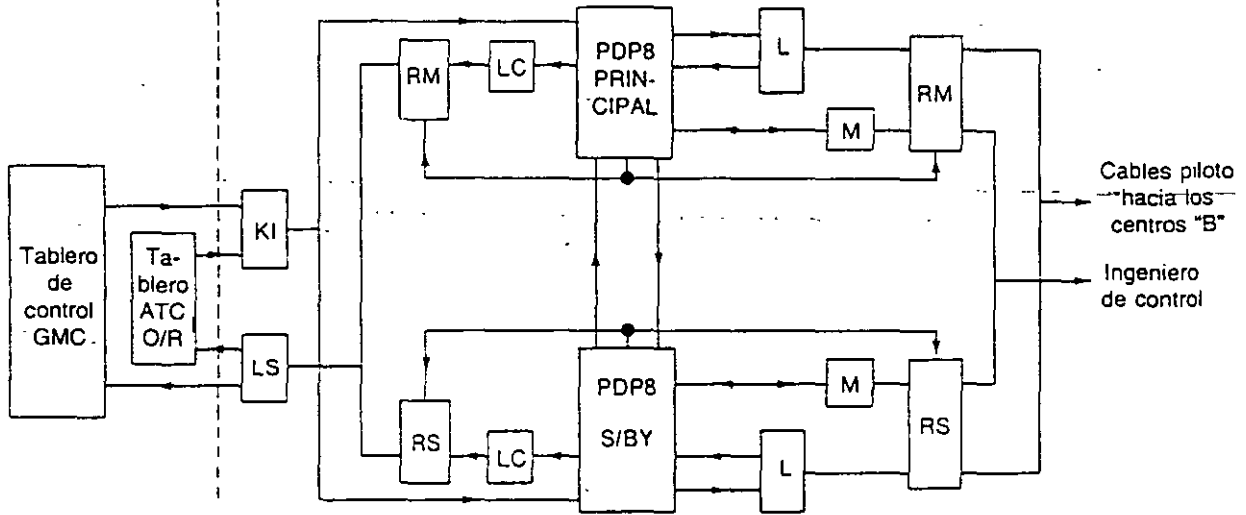 Tablero
de
control
GMC
Ta-
blero
ATC
O/R
KI
LS
RM
LC
PDP8
PRIN-
CIPAL
L
M
RM
RS
LC
PDP8
S/BY
M
L
RS
Cables piloto
hacia los
centros "B"
Ingeniero
de control